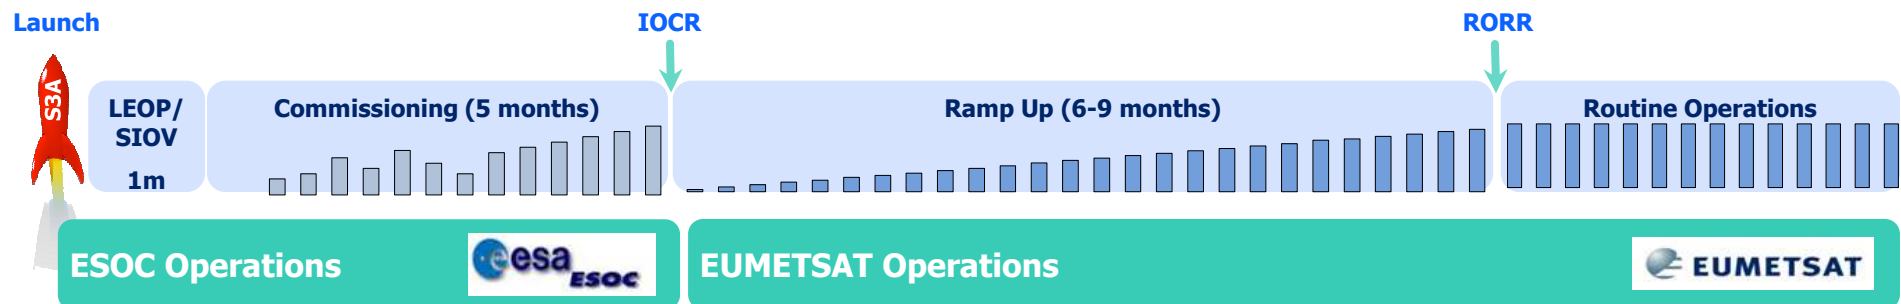 Launch
IOCR
RORR
S3A
LEOP/
SIOV
1m
Commissioning (5 months)
Ramp Up (6-9 months)
Routine Operations
ESOC Operations
esa
ESOC
EUMETSAT Operations
EUMETSAT